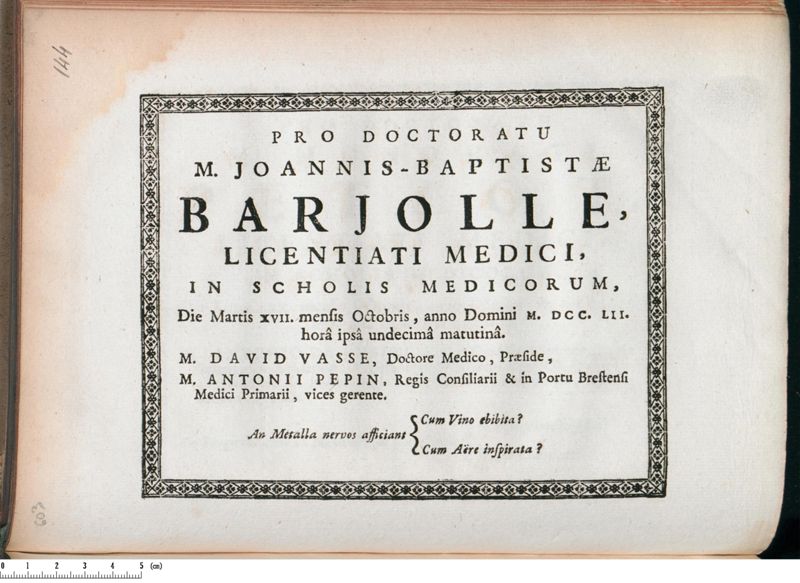 144
PRO DOCTORATU
M. JOANNIS-BAPTISTÆ
BARJOLLE,
LICENTIATI MEDICI,
IN SCHOLIS MEDICORUM,
Die Martis XVII. menſis Octobris, anno Domini M. DCC. LII.
horâ ipsâ undecimâ matutinâ.
M. DAVID VASSE, Doctore Medico, Præſide,
M. ANTONII PEPIN, Regis Conſiliarii & in Portu Breſtenſi
Medici Primarii, vices gerente.
An Metalla nervos afficiant
Cum Vino ebibita?
Cum Aëre inſpirata?
603
0 1 2 3 4 5 (cm)